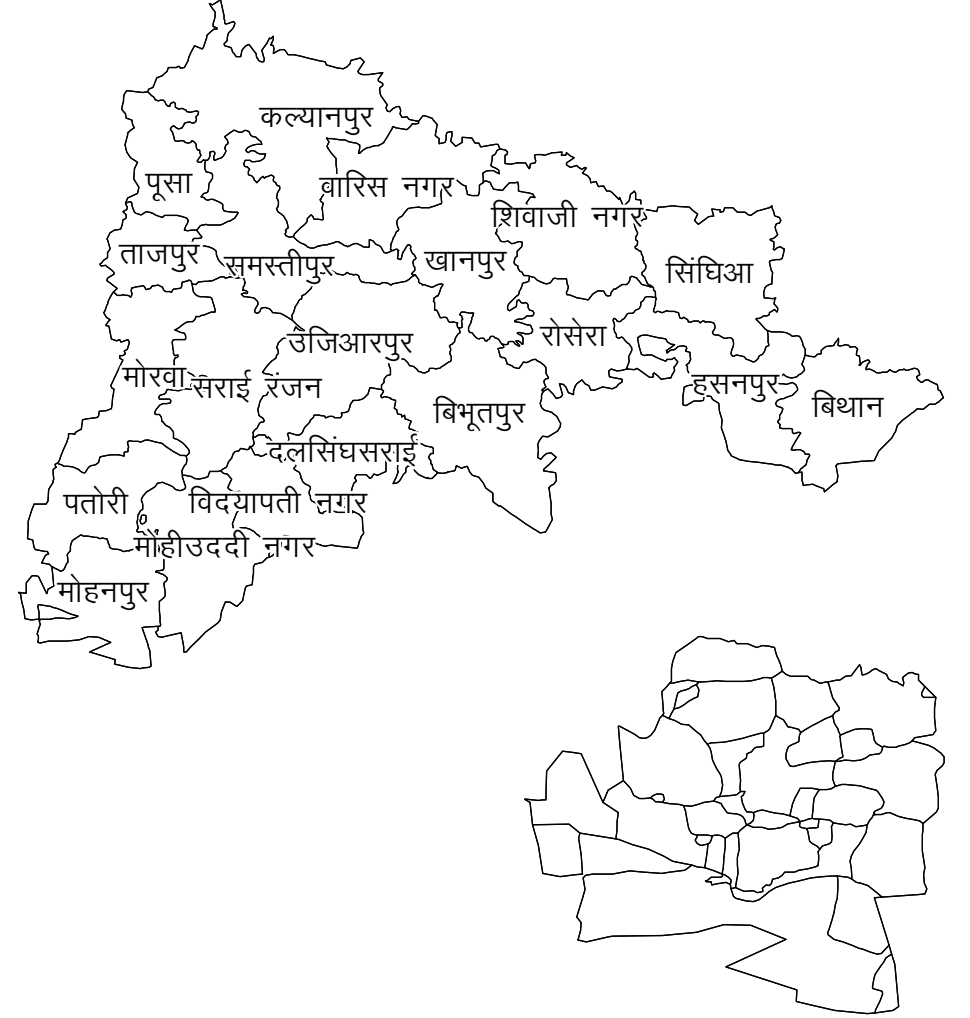 कल्यानपुर
पूसा
वारिस नगर
शिवाजी नगर
ताजपुर
समस्तीपुर
खानपुर
सिंघिआ
उजिआरपुर
रोसेरा
मोरवा
सराई रंजन
हसनपुर
बिभूतपुर
बिथान
दलसिंघसराई
पतोरी
विदयापती नगर
मोहीउददी नगर
मोहनपुर